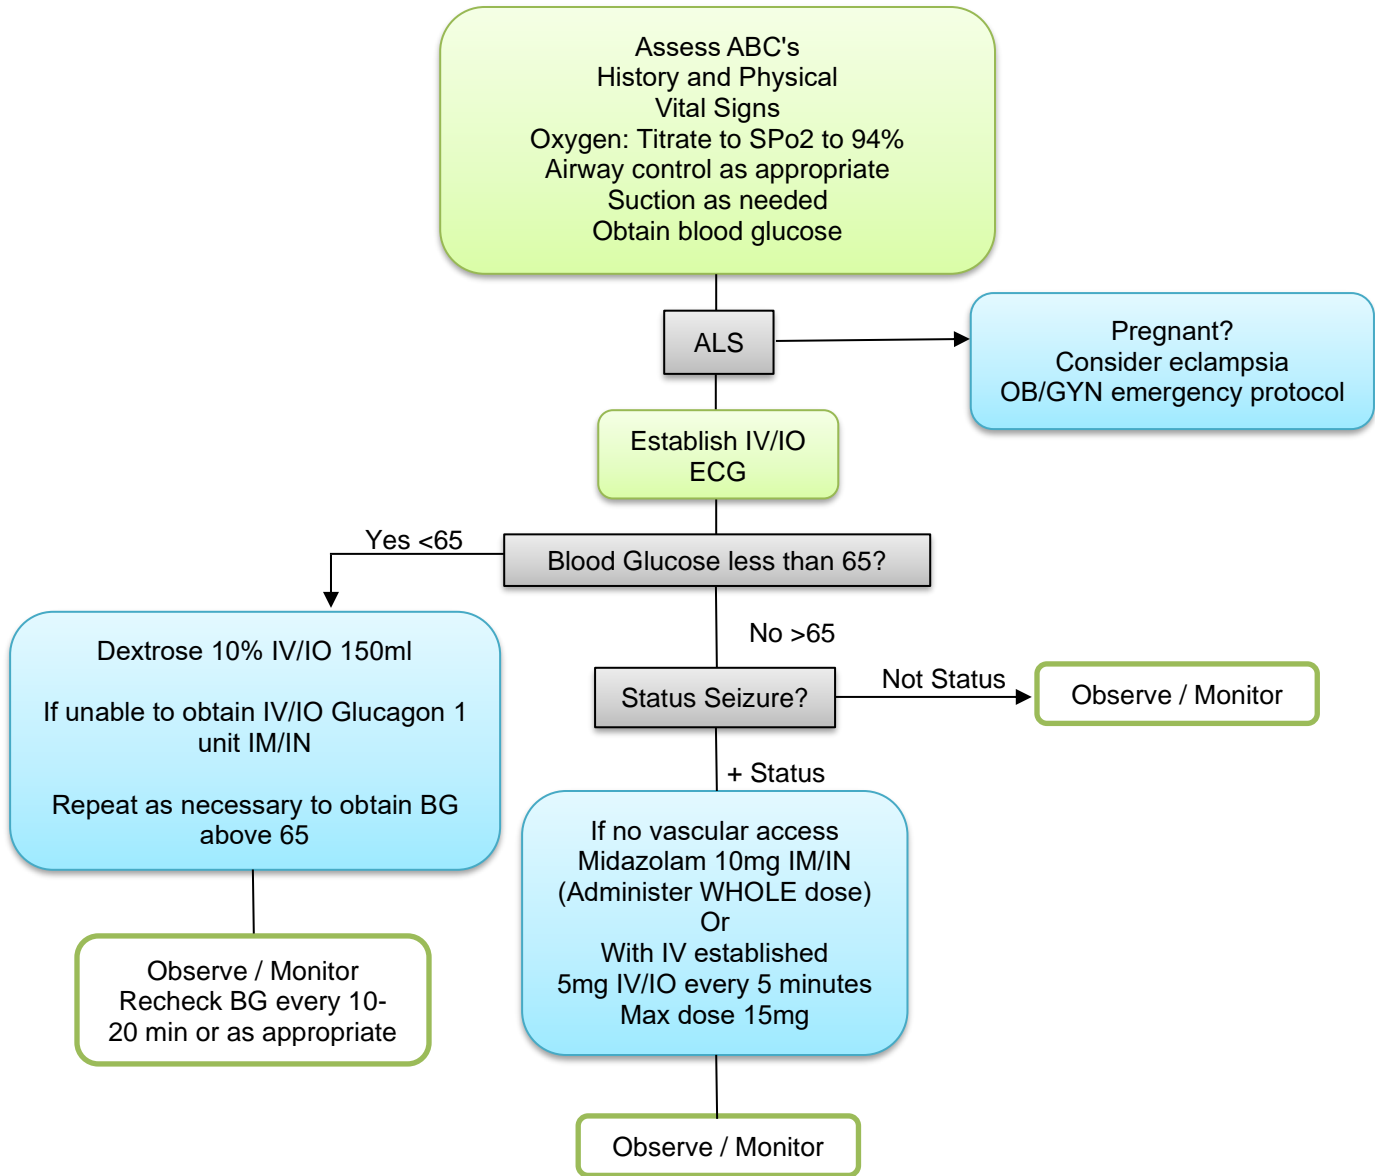 Assess ABC's
History and Physical
Vital Signs
Oxygen: Titrate to SPo2 to 94%
Airway control as appropriate
Suction as needed
Obtain blood glucose
ALS
Pregnant?
Consider eclampsia
OB/GYN emergency protocol
Establish IV/IO
ECG
Yes <65
Blood Glucose less than 65?
No >65
Dextrose 10% IV/IO 150ml
If unable to obtain IV/IO Glucagon 1
unit IM/IN
Repeat as necessary to obtain BG
above 65
Status Seizure?
Not Status
Observe / Monitor
+ Status
If no vascular access
Midazolam 10mg IM/IN
(Administer WHOLE dose)
Or
With IV established
5mg IV/IO every 5 minutes
Max dose 15mg
Observe / Monitor
Recheck BG every 10-
20 min or as appropriate
Observe / Monitor